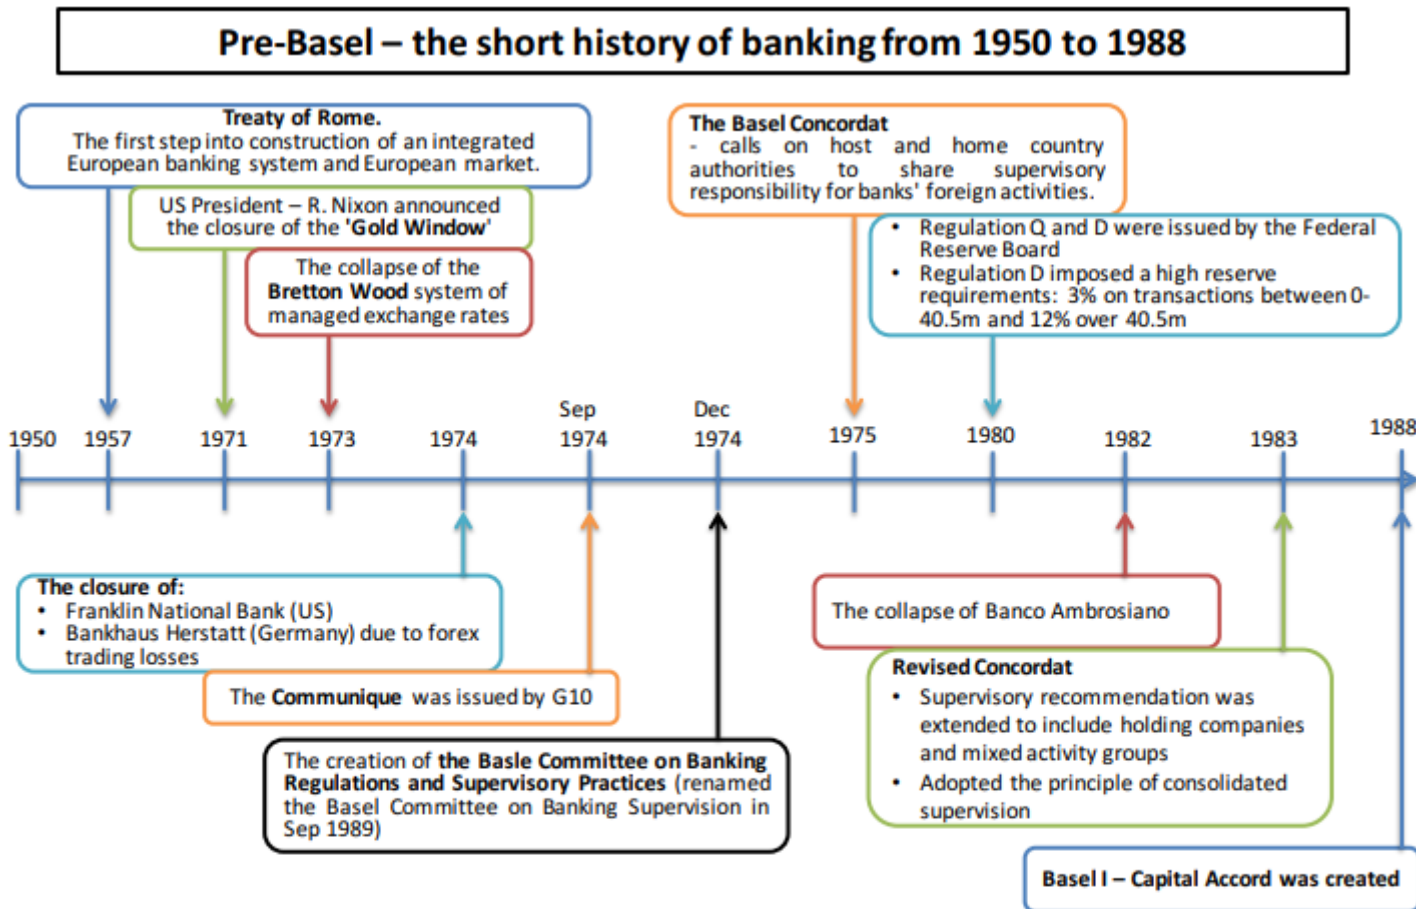 Pre-Basel – the short history of banking from 1950 to 1988
Treaty of Rome.
The first step into construction of an integrated
European banking system and European market.
US President – R. Nixon announced
the closure of the 'Gold Window'
The collapse of the
Bretton Wood system of
managed exchange rates
The Basel Concordat
- calls on host and home country
authorities to share supervisory
responsibility for banks' foreign activities.
• Regulation Q and D were issued by the Federal
Reserve Board
• Regulation D imposed a high reserve
requirements: 3% on transactions between 0-
40.5m and 12% over 40.5m
1950
1957
1971
1973
1974
Sep
1974
Dec
1974
1975
1980
1982
1983
1988
The closure of:
• Franklin National Bank (US)
• Bankhaus Herstatt (Germany) due to forex
trading losses
The Communique was issued by G10
The creation of the Basle Committee on Banking
Regulations and Supervisory Practices (renamed
the Basel Committee on Banking Supervision in
Sep 1989)
The collapse of Banco Ambrosiano
Revised Concordat
• Supervisory recommendation was
extended to include holding companies
and mixed activity groups
• Adopted the principle of consolidated
supervision
Basel I – Capital Accord was created